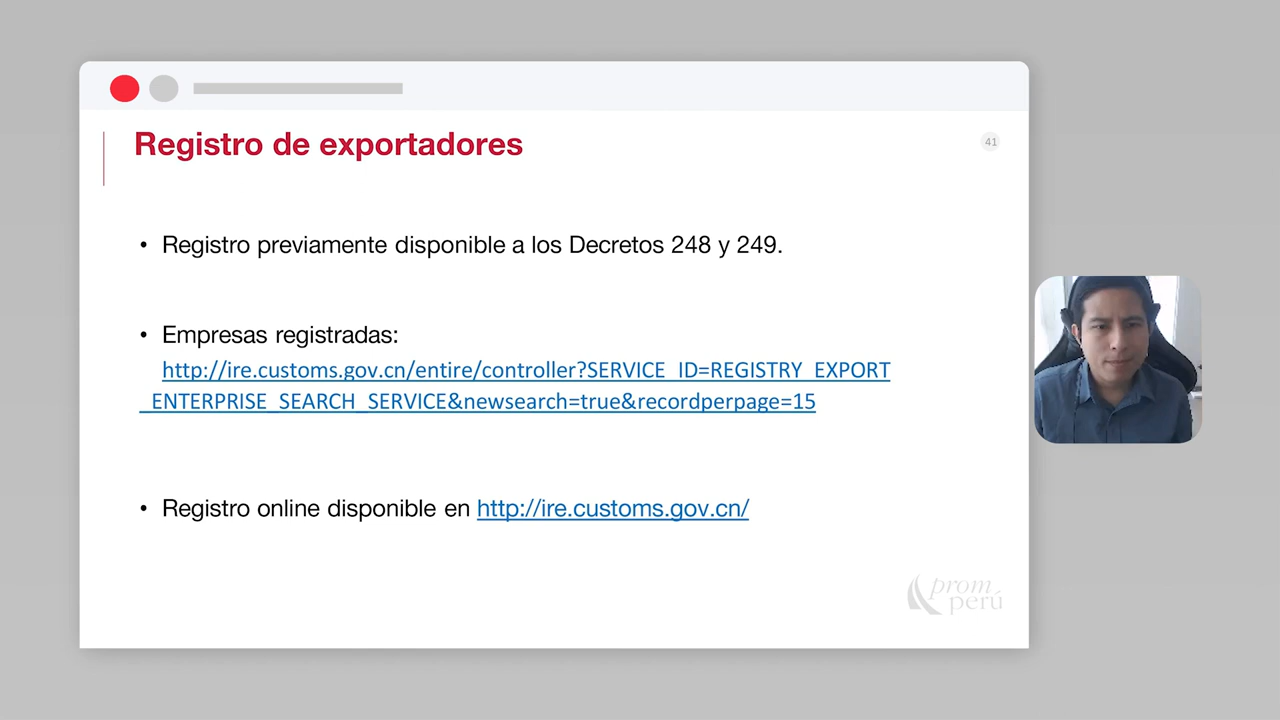 Registro de exportadores
41
• Registro previamente disponible a los Decretos 248 y 249.
• Empresas registradas:
http://ire.customs.gov.cn/entire/controller?SERVICE_ID=REGISTRY_EXPORT
_ENTERPRISE_SEARCH_SERVICE&newsearch=true&recordperpage=15
• Registro online disponible en http://ire.customs.gov.cn/
prom
perú